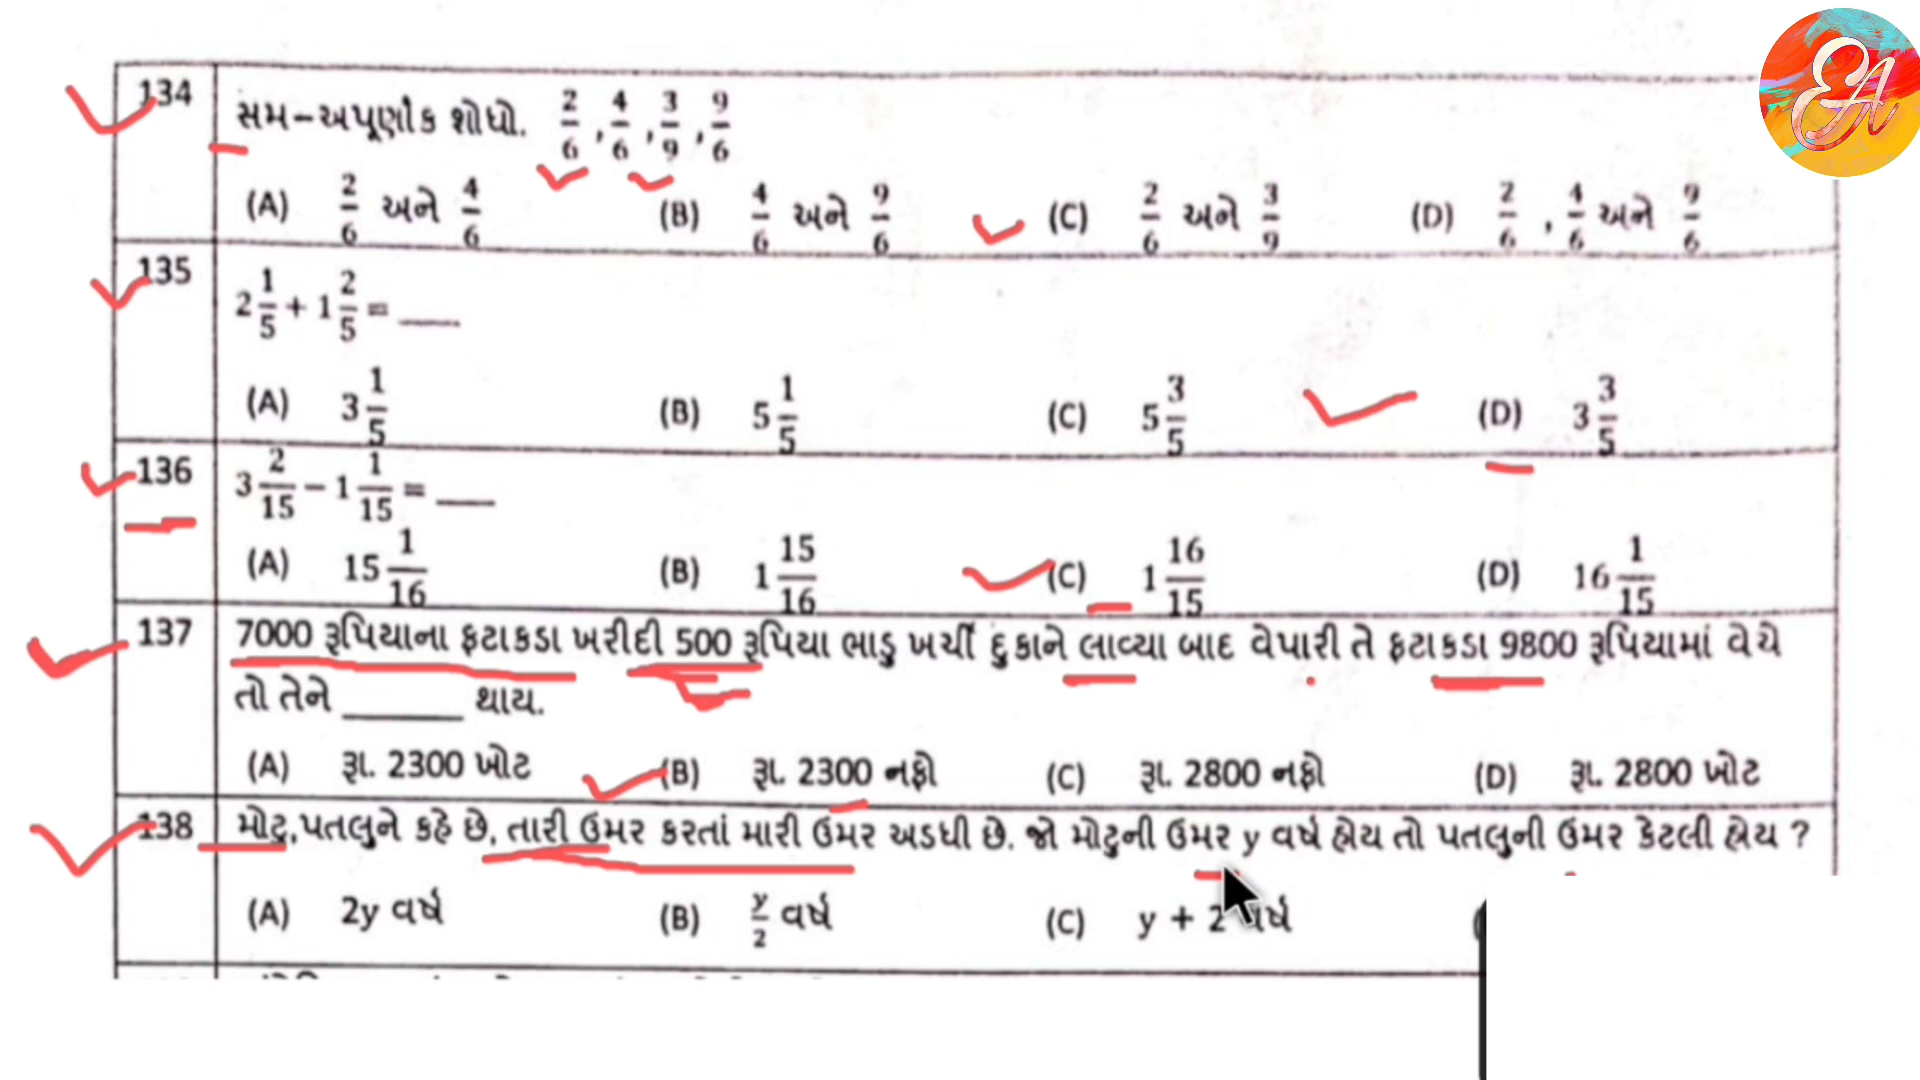 EA
134 સમ-અપૂર્ણાંક શોધો. 2/6 , 4/6 , 3/9 , 9/6
(A) 2/6 અને 4/6 (B) 4/6 અને 9/6 (C) 2/6 અને 3/9 (D) 2/6 , 4/6 અને 9/6
135 2 1/5 + 1 2/5 = ___
(A) 3 1/5 (B) 5 1/5 (C) 5 3/5 (D) 3 3/5
136 3 2/15 − 1 1/15 = ___
(A) 15 1/16 (B) 1 15/16 (C) 1 16/15 (D) 16 1/15
137 7000 રૂપિયાના ફટાકડા ખરીદી 500 રૂપિયા ભાડુ ખર્ચી દુકાને લાવ્યા બાદ વેપારી તે ફટાકડા 9800 રૂપિયામાં વેચે
તો તેને ______ થાય.
(A) રૂા. 2300 ખોટ (B) રૂા. 2300 નફો (C) રૂા. 2800 નફો (D) રૂા. 2800 ખોટ
138 મોટુ,પતલુને કહે છે, તારી ઉંમર કરતાં મારી ઉંમર અડધી છે. જો મોટુની ઉંમર y વર્ષ હોય તો પતલુની ઉંમર કેટલી હોય ?
(A) 2y વર્ષ (B) y/2 વર્ષ (C) y + 2 વર્ષ